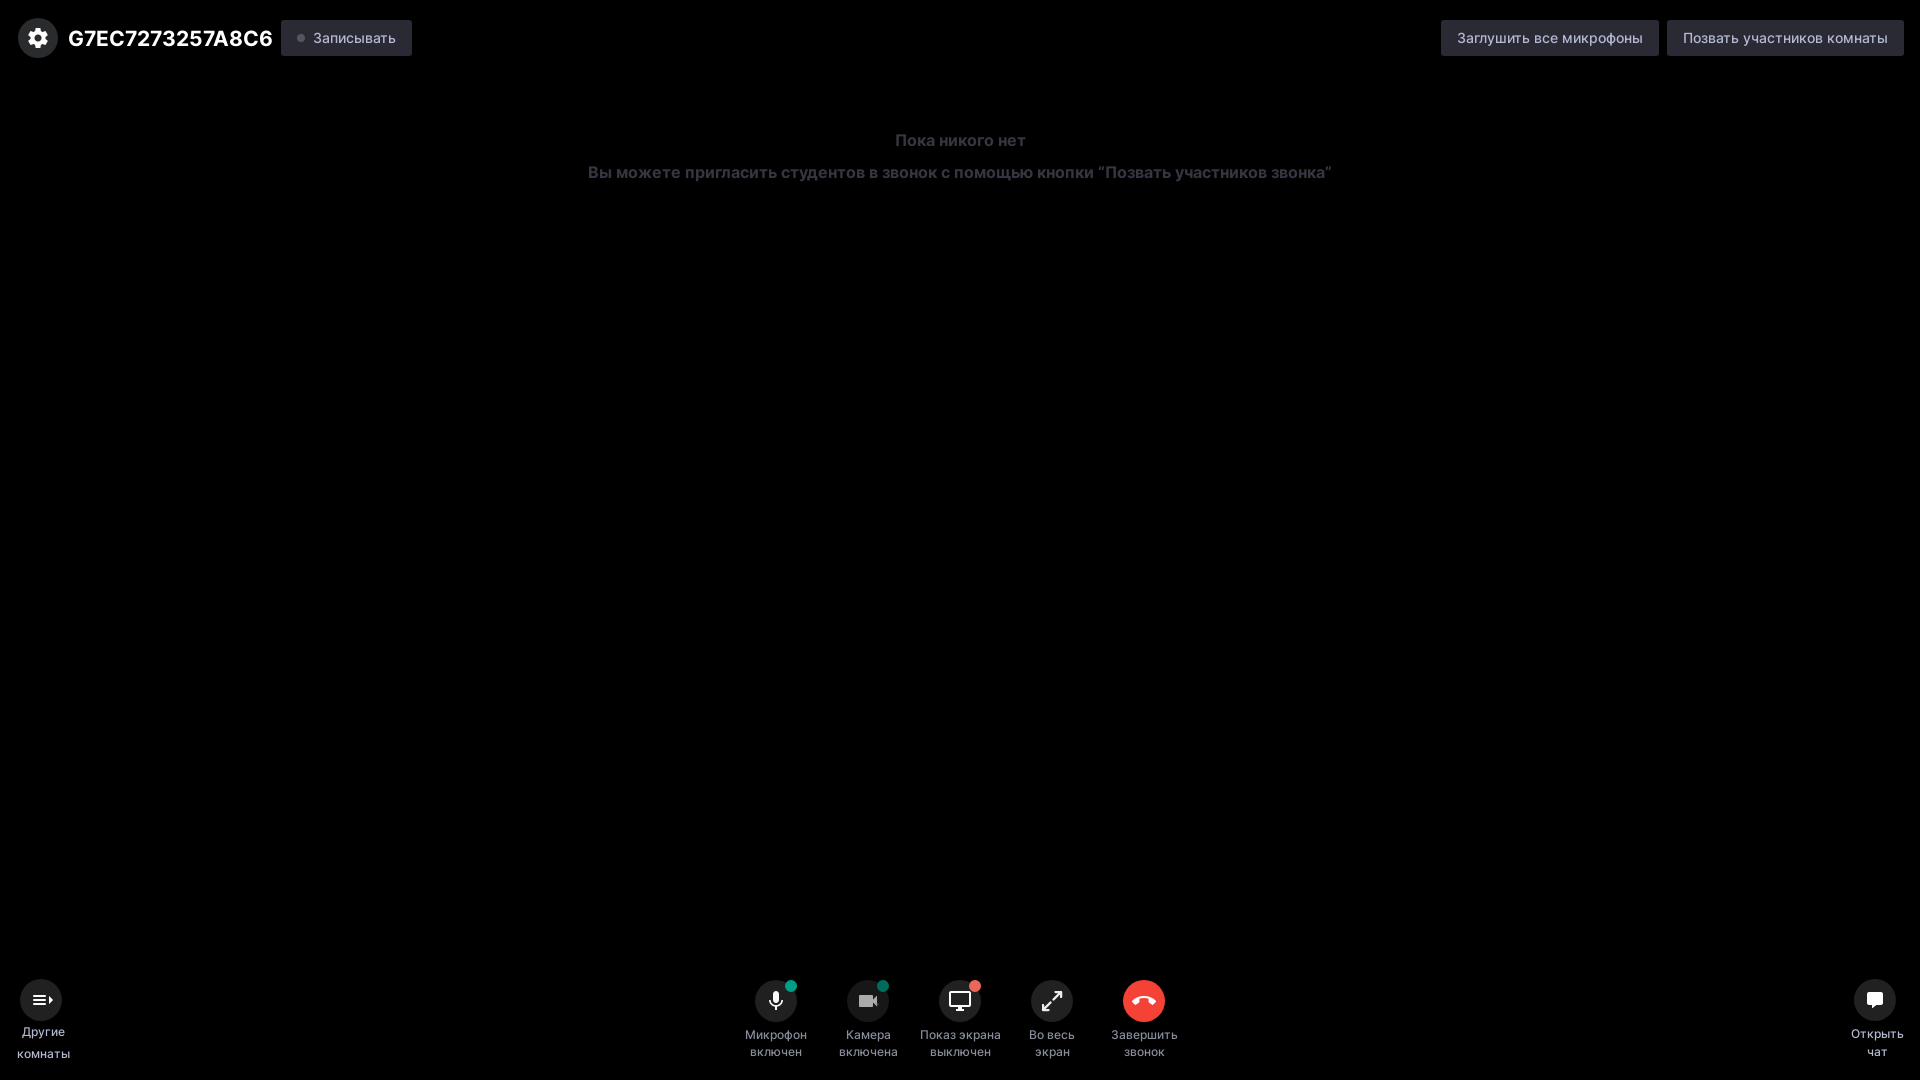 G7EC7273257A8C6
Записывать
Заглушить все микрофоны
Позвать участников комнаты
Пока никого нет
Вы можете пригласить студентов в звонок с помощью кнопки “Позвать участников звонка”
Другие
комнаты
Микрофон
включен
Камера
включена
Показ экрана
выключен
Во весь
экран
Завершить
звонок
Открыть
чат